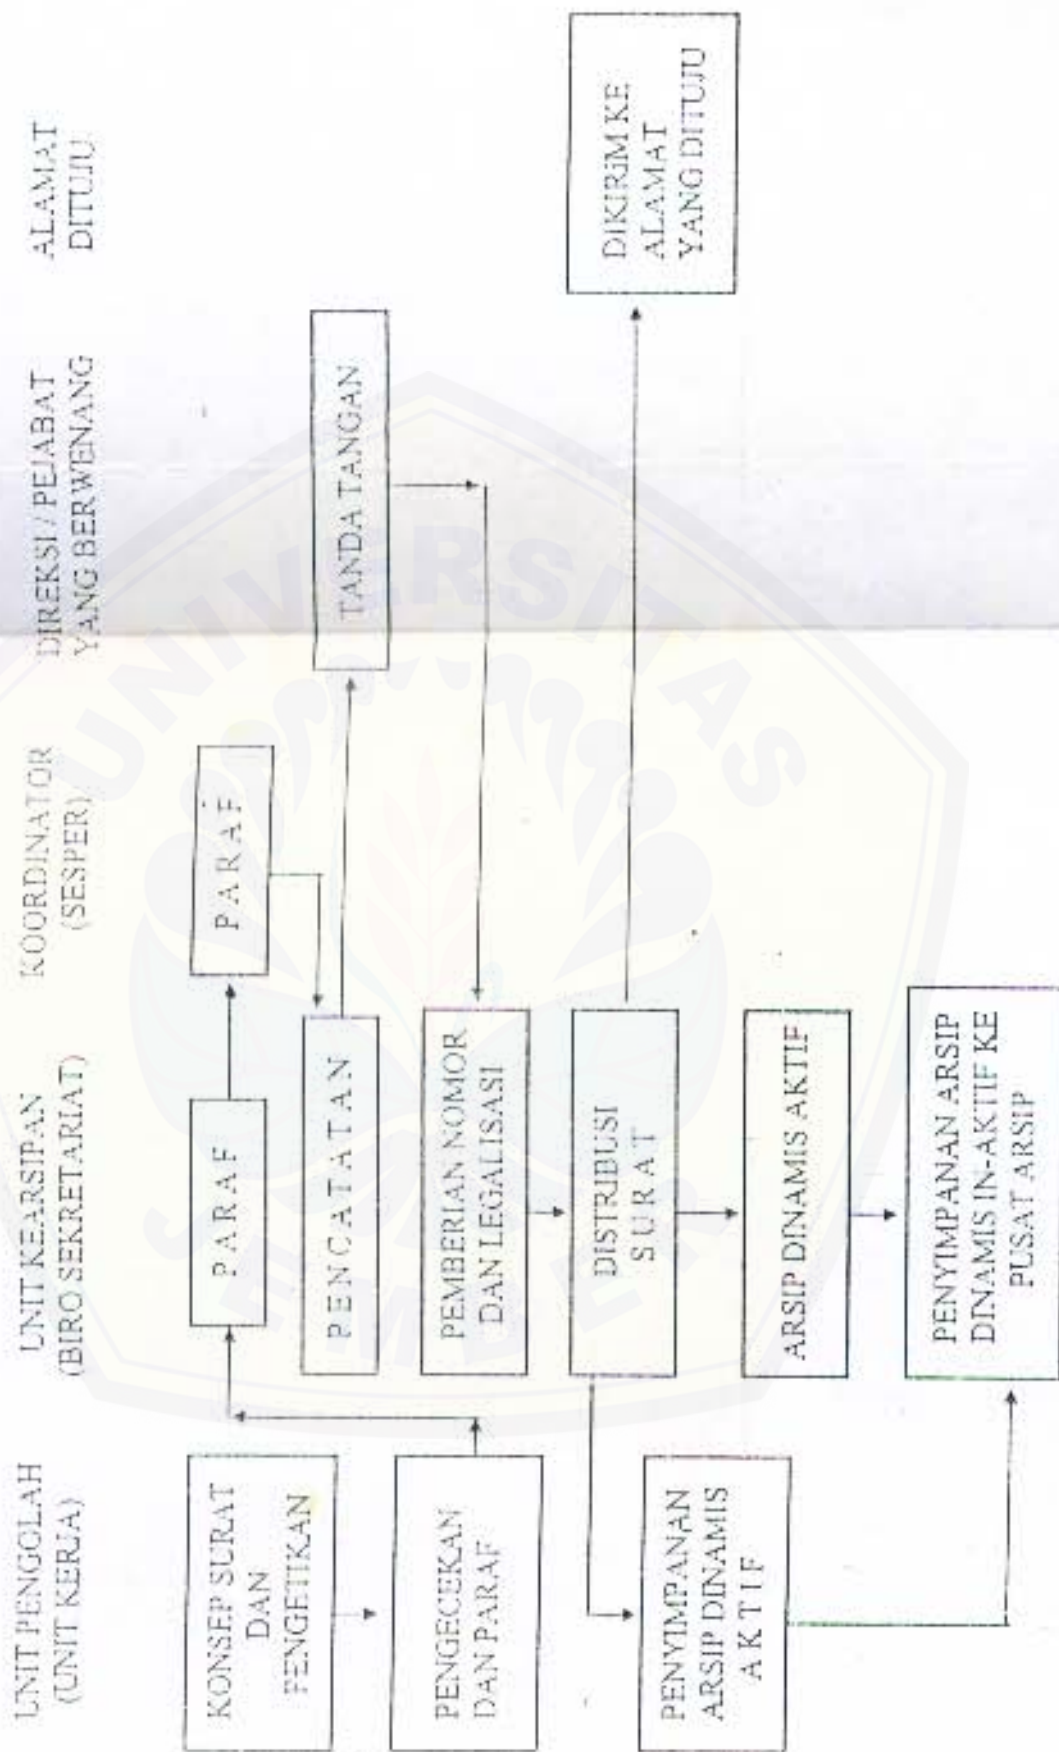 UNIT PENGOLAH
(UNIT KERJA)
UNIT KEARSIPAN
(BIRO SEKRETARIAT)
KOORDINATOR
(SESPER)
DIREKSI / PEJABAT
YANG BERWENANG
ALAMAT
DITUJU
KONSEP SURAT
DAN
PENGETIKAN
PARAF
PARAF
PENCATATAN
TANDA TANGAN
PENGECEKAN
DAN PARAF
PEMBERIAN NOMOR
DAN LEGALISASI
DISTRIBUSI
SURAT
DIKIRIM KE
ALAMAT
YANG DITUJU
PENYIMPANAN
ARSIP DINAMIS
AKTIF
ARSIP DINAMIS AKTIF
PENYIMPANAN ARSIP
DINAMIS IN-AKTIF KE
PUSAT ARSIP
UNIVERSITAS
JEMBER